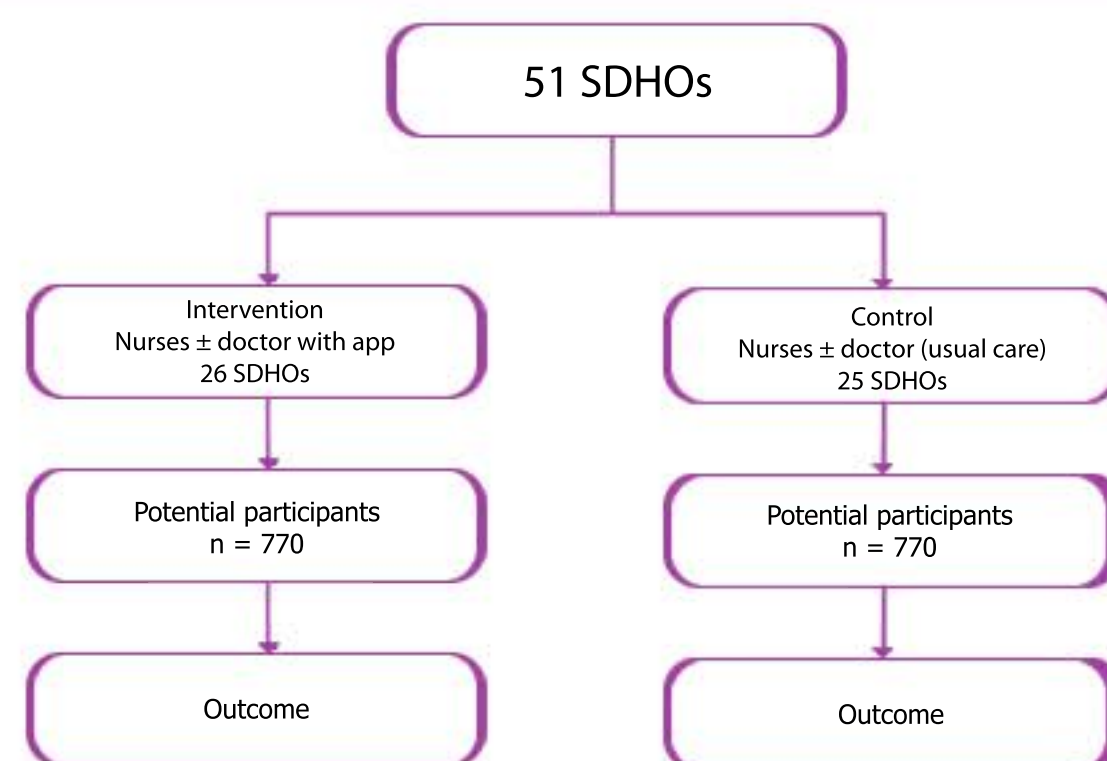 51 SDHOs
Intervention
Nurses ± doctor with app
26 SDHOs
Control
Nurses ± doctor (usual care)
25 SDHOs
Potential participants
n = 770
Potential participants
n = 770
Outcome
Outcome